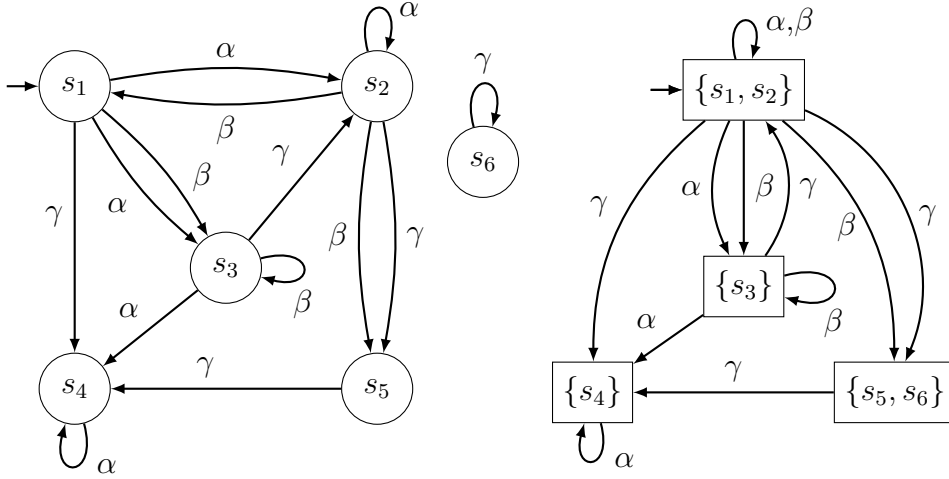 α
α,β
γ
s₁
α
s₂
{s₁, s₂}
β
s₆
γ
β
γ
α
γ
β
γ
γ
α
β
γ
β
γ
s₃
{s₃}
β
α
β
α
γ
γ
s₄
s₅
{s₄}
{s₅, s₆}
α
α